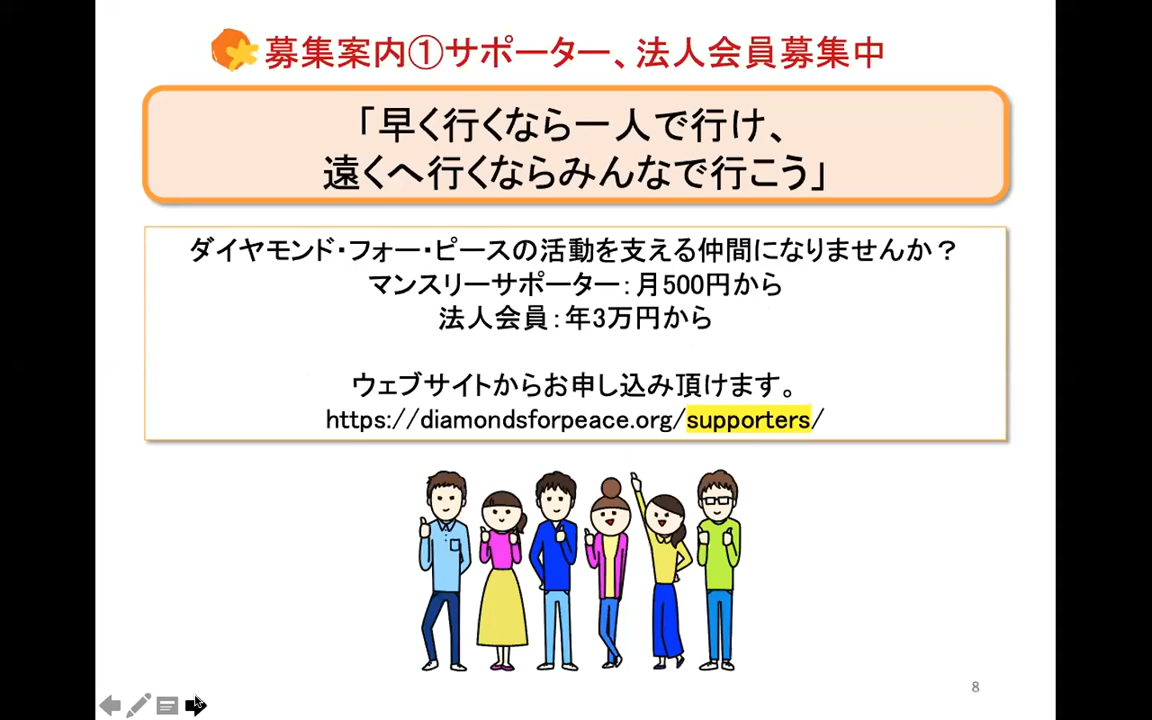 募集案内①サポーター、法人会員募集中
「早く行くなら一人で行け、
遠くへ行くならみんなで行こう」
ダイヤモンド・フォー・ピースの活動を支える仲間になりませんか？
マンスリーサポーター：月500円から
法人会員：年3万円から
ウェブサイトからお申し込み頂けます。
https://diamondsforpeace.org/supporters/
8